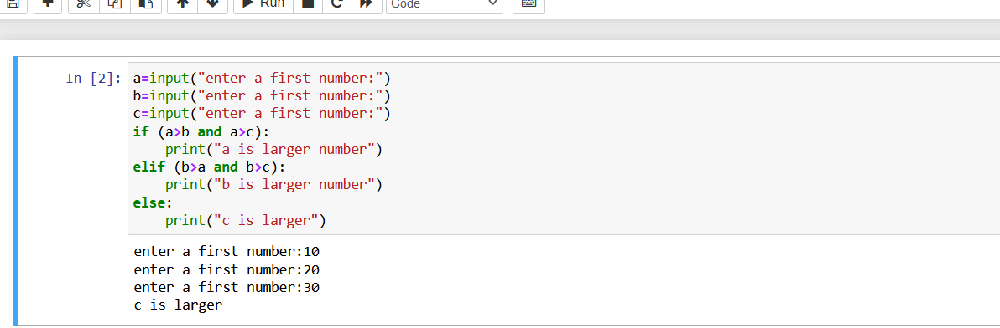 Run
Code
In [2]:
a=input("enter a first number:")
b=input("enter a first number:")
c=input("enter a first number:")
if (a>b and a>c):
    print("a is larger number")
elif (b>a and b>c):
    print("b is larger number")
else:
    print("c is larger")
enter a first number:10
enter a first number:20
enter a first number:30
c is larger